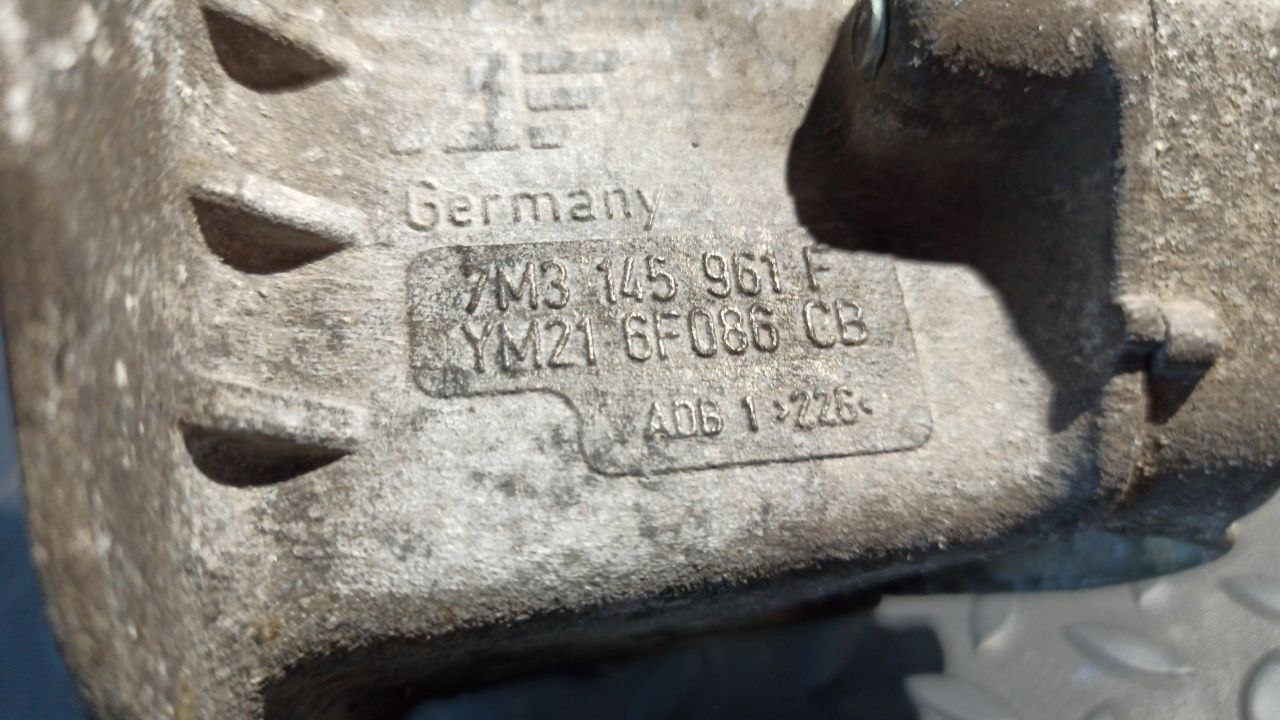 Germany
7M3 145 961 F
YM21 6F086 CB
ADB 1 >226<